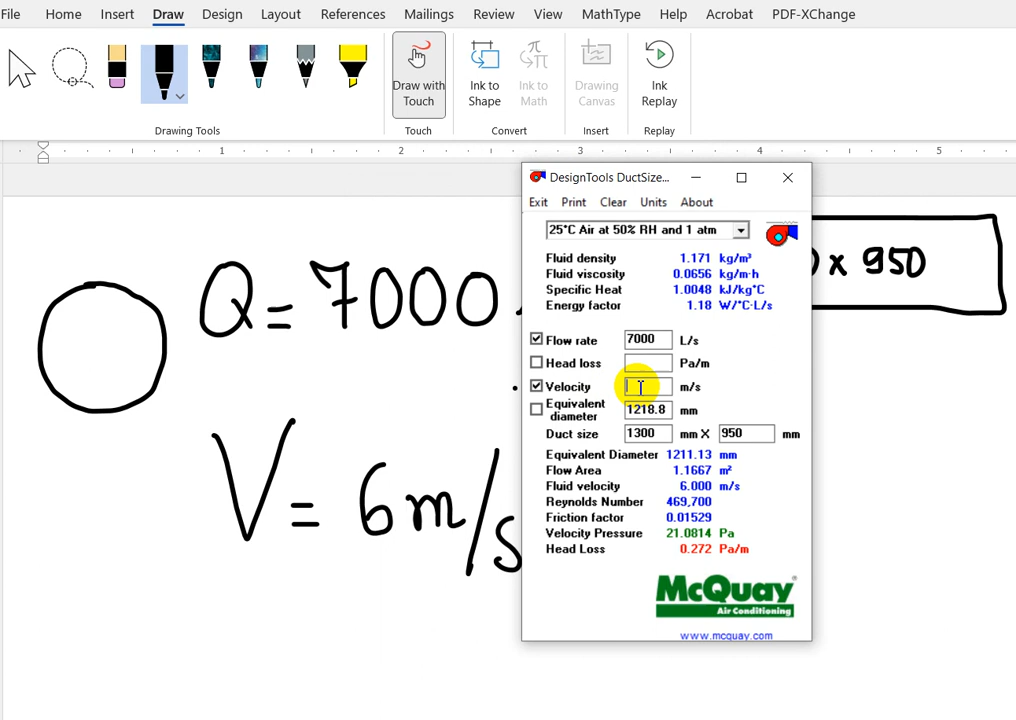 File Home Insert Draw Design Layout References Mailings Review View MathType Help Acrobat PDF-XChange
Draw with Touch
Ink to Shape
Ink to Math
Drawing Canvas
Ink Replay
Drawing Tools Touch Convert Insert Replay
1 2 3 4 5
DesignTools DuctSize...
Exit Print Clear Units About
25°C Air at 50% RH and 1 atm
Fluid density 1.171 kg/m³
Fluid viscosity 0.0656 kg/m·h
Specific Heat 1.0048 kJ/kg°C
Energy factor 1.18 W/°C·L/s
Flow rate 7000 L/s
Head loss Pa/m
Velocity m/s
Equivalent diameter 1218.8 mm
Duct size 1300 mm X 950 mm
Equivalent Diameter 1211.13 mm
Flow Area 1.1667 m²
Fluid velocity 6.000 m/s
Reynolds Number 469,700
Friction factor 0.01529
Velocity Pressure 21.0814 Pa
Head Loss 0.272 Pa/m
McQuay®
Air Conditioning
www.mcquay.com
x 950
Q = 7000
V = 6m/s